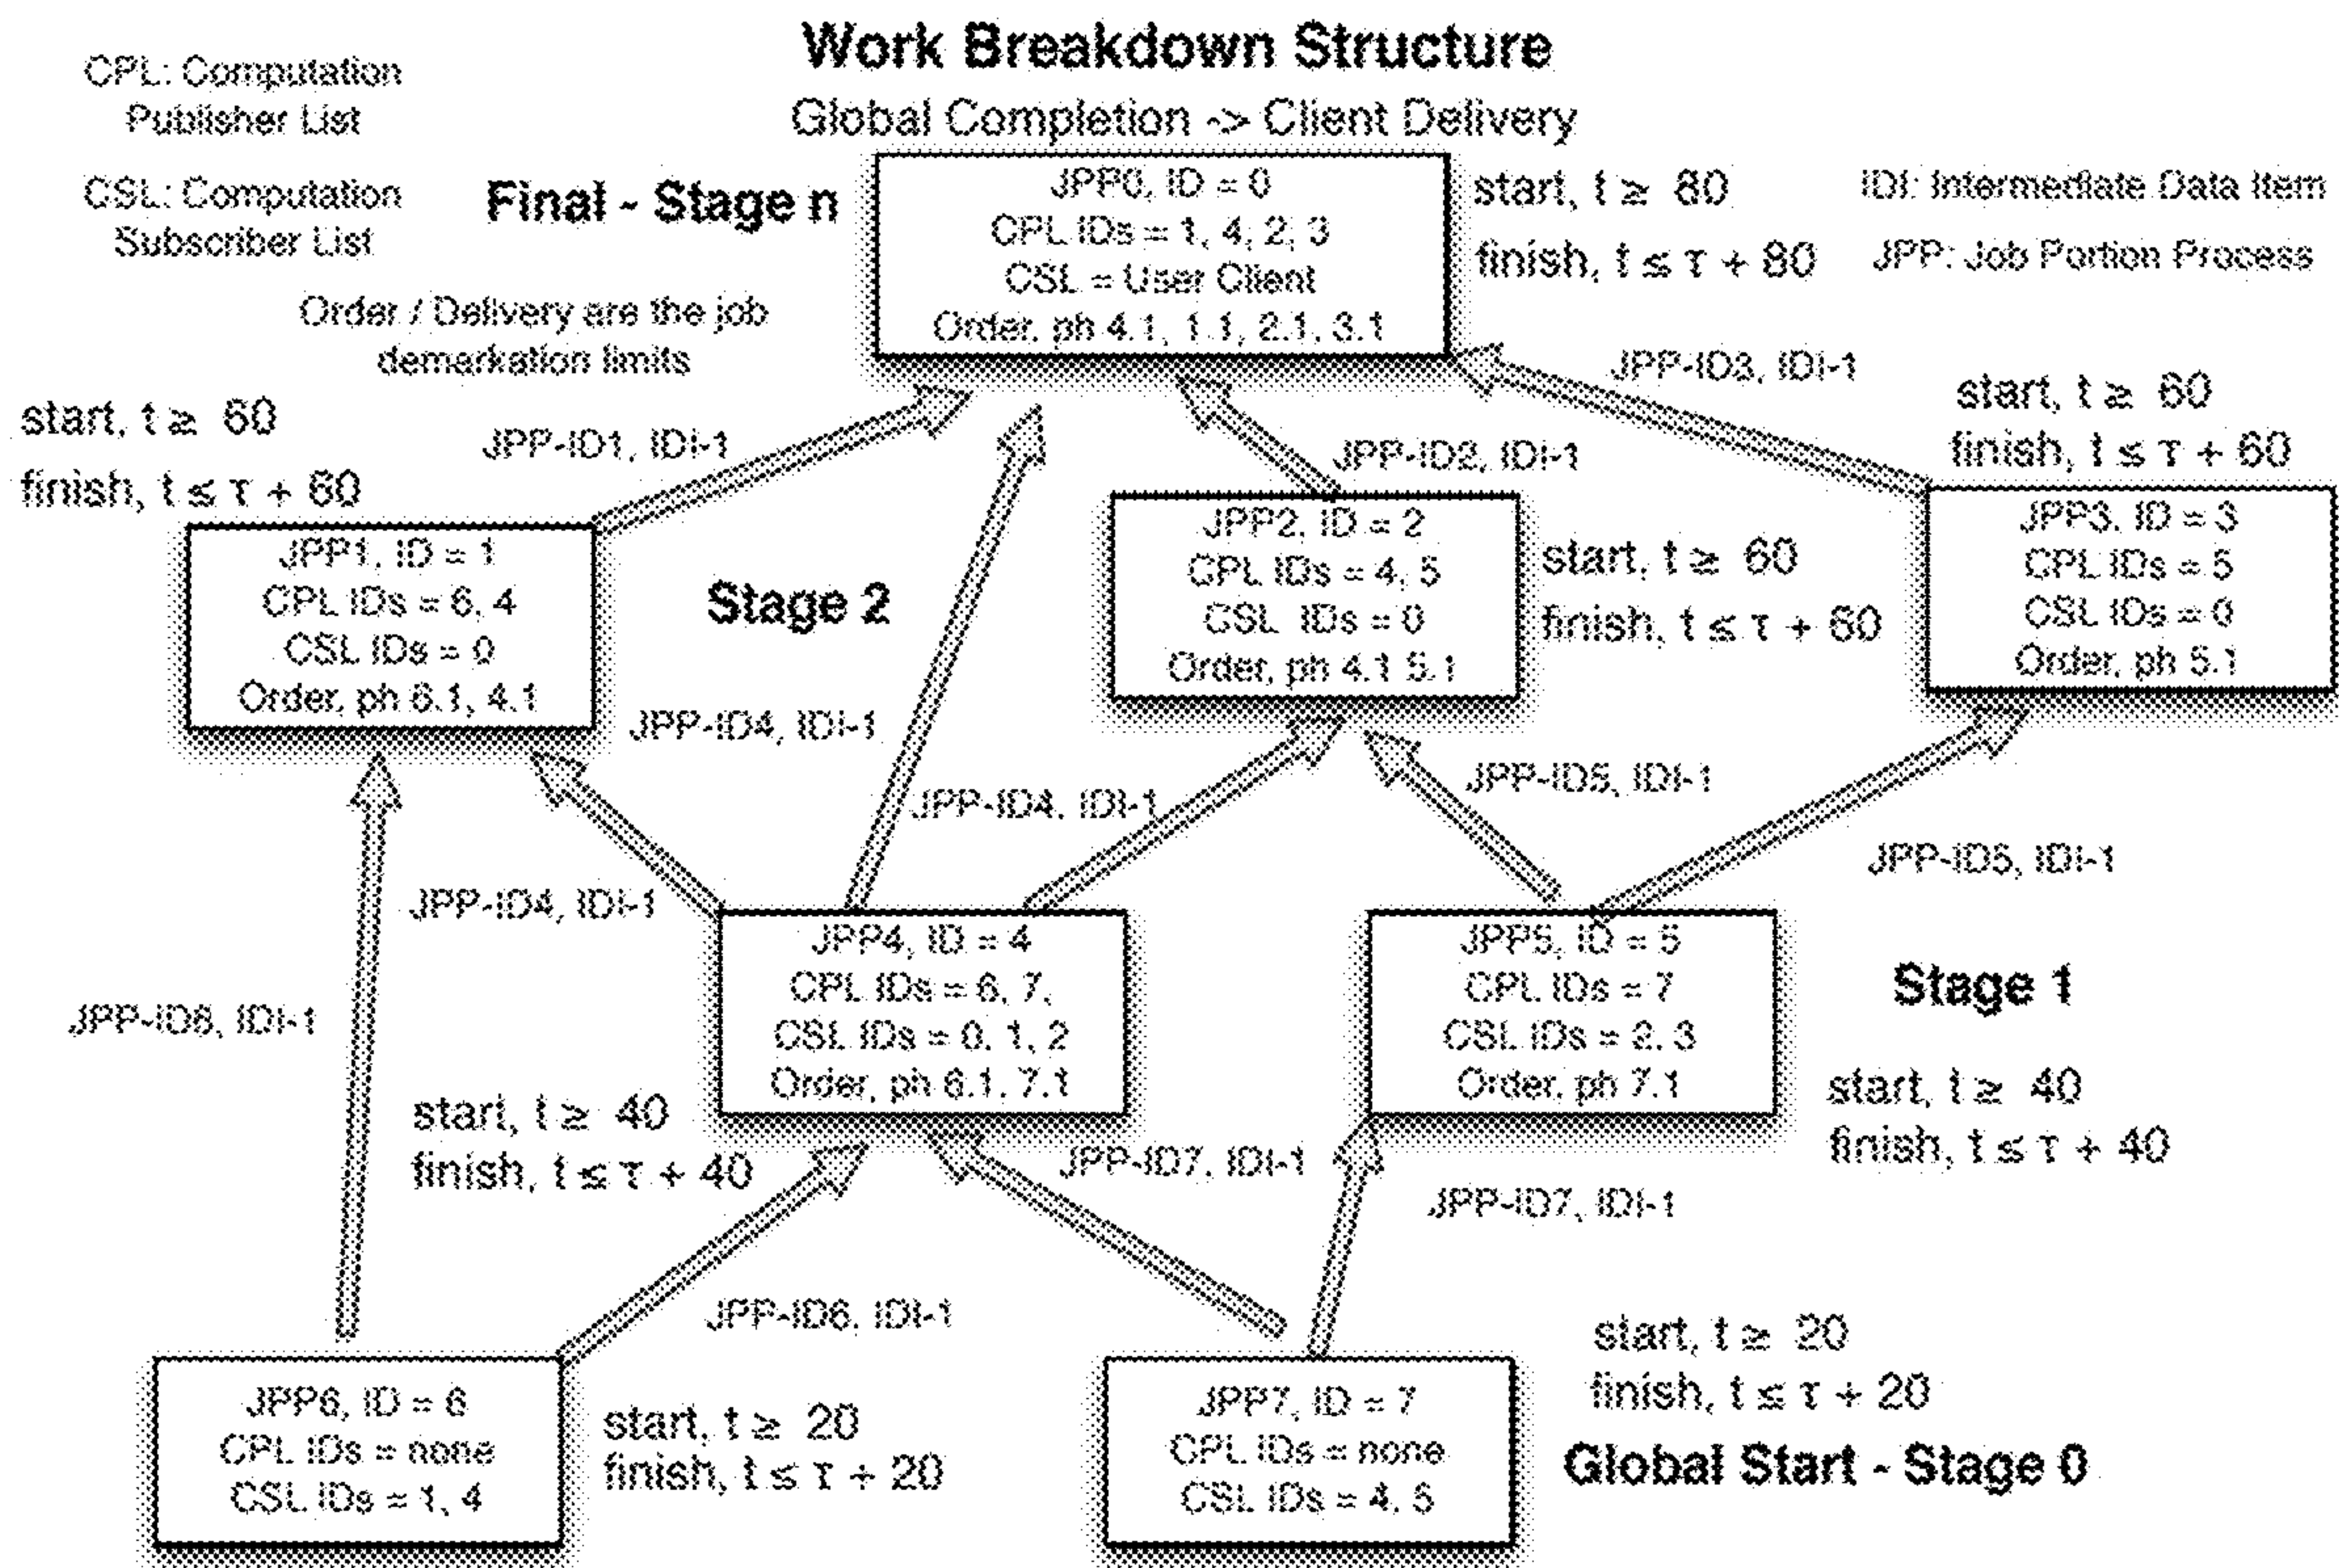 Work Breakdown Structure
Global Completion -> Client Delivery
CPL: Computation
Publisher List
CSL: Computation
Subscriber List
Final - Stage n
Order / Delivery are the job
demarkation limits
JPP0, ID = 0
CPL IDs = 1, 4, 2, 3
CSL = User Client
Order, ph 4.1, 1.1, 2.1, 3.1
start, t ≥ 80
finish, t ≤ τ + 80
IDI: Intermediate Data Item
JPP: Job Portion Process
start, t ≥ 60
finish, t ≤ τ + 60
JPP-ID1, IDI-1
JPP-ID2, IDI-1
JPP-ID3, IDI-1
start, t ≥ 60
finish, t ≤ τ + 60
JPP1, ID = 1
CPL IDs = 6, 4
CSL IDs = 0
Order, ph 6.1, 4.1
Stage 2
JPP2, ID = 2
CPL IDs = 4, 5
CSL IDs = 0
Order, ph 4.1 5.1
start, t ≥ 60
finish, t ≤ τ + 60
JPP3, ID = 3
CPL IDs = 5
CSL IDs = 0
Order, ph 5.1
JPP-ID4, IDI-1
JPP-ID4, IDI-1
JPP-ID5, IDI-1
JPP-ID5, IDI-1
JPP-ID4, IDI-1
JPP-ID6, IDI-1
JPP4, ID = 4
CPL IDs = 6, 7,
CSL IDs = 0, 1, 2
Order, ph 6.1, 7.1
JPP5, ID = 5
CPL IDs = 7
CSL IDs = 2, 3
Order, ph 7.1
Stage 1
start, t ≥ 40
finish, t ≤ τ + 40
start, t ≥ 40
finish, t ≤ τ + 40
JPP-ID7, IDI-1
JPP-ID7, IDI-1
JPP-ID6, IDI-1
JPP6, ID = 6
CPL IDs = none
CSL IDs = 1, 4
start, t ≥ 20
finish, t ≤ τ + 20
JPP7, ID = 7
CPL IDs = none
CSL IDs = 4, 5
start, t ≥ 20
finish, t ≤ τ + 20
Global Start - Stage 0